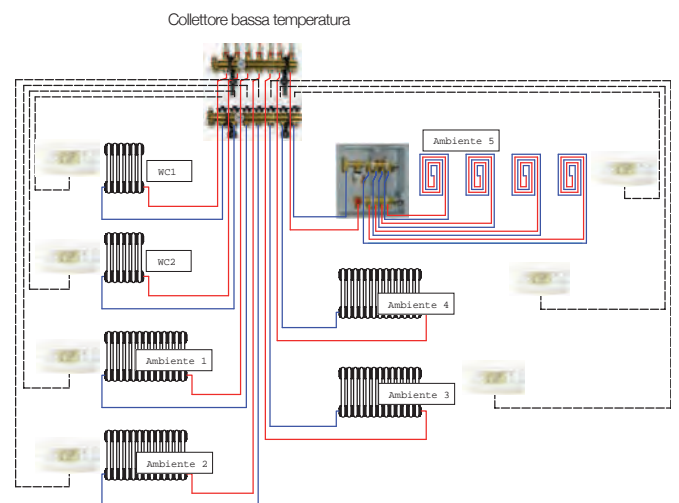 Collettore bassa temperatura
Ambiente 5
WC1
WC2
Ambiente 4
Ambiente 1
Ambiente 3
Ambiente 2